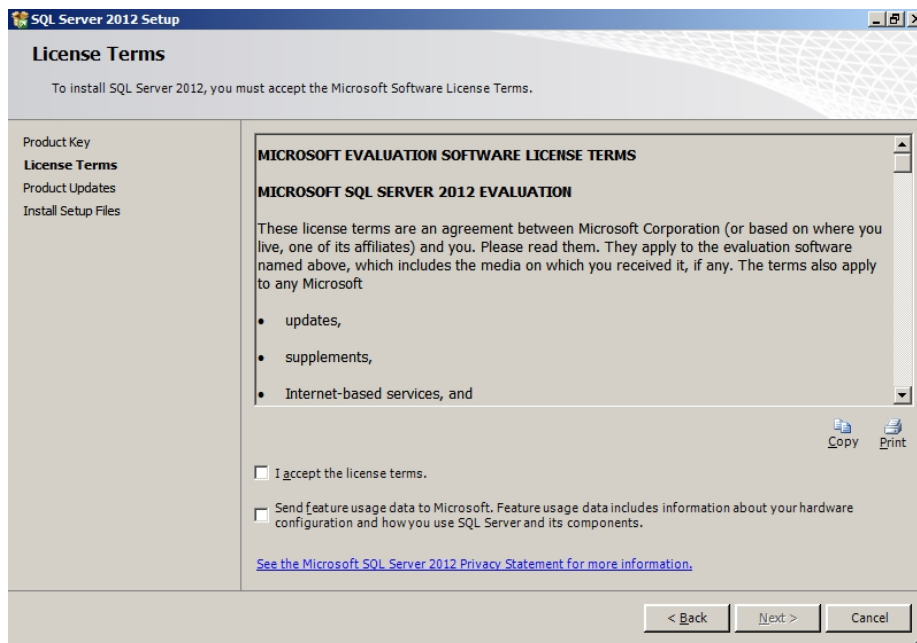 SQL Server 2012 Setup
License Terms
To install SQL Server 2012, you must accept the Microsoft Software License Terms.
Product Key
License Terms
Product Updates
Install Setup Files
MICROSOFT EVALUATION SOFTWARE LICENSE TERMS
MICROSOFT SQL SERVER 2012 EVALUATION
These license terms are an agreement between Microsoft Corporation (or based on where you
live, one of its affiliates) and you. Please read them. They apply to the evaluation software
named above, which includes the media on which you received it, if any. The terms also apply
to any Microsoft
• updates,
• supplements,
• Internet-based services, and
Copy Print
I accept the license terms.
Send feature usage data to Microsoft. Feature usage data includes information about your hardware
configuration and how you use SQL Server and its components.
See the Microsoft SQL Server 2012 Privacy Statement for more information.
< Back Next > Cancel